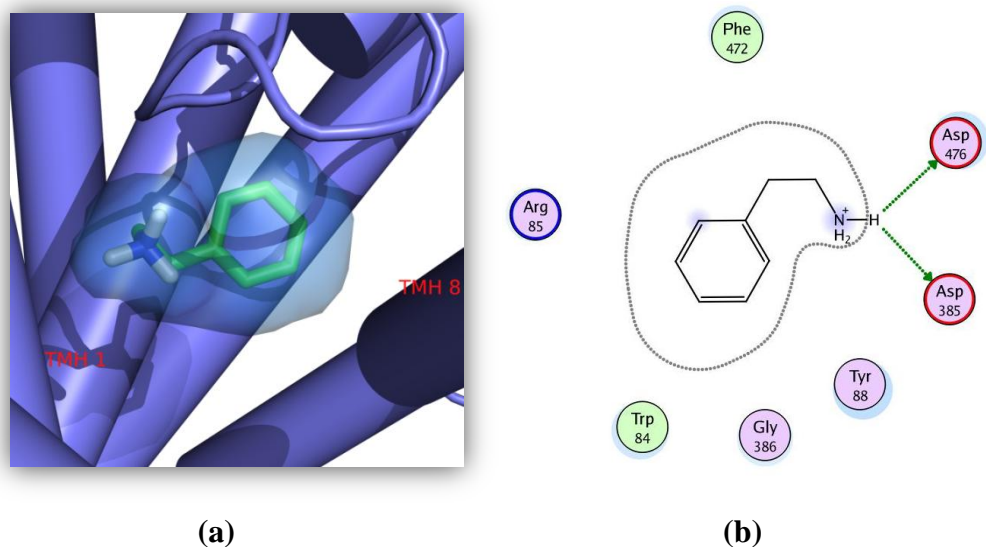 TMH 1
TMH 8
Phe
472
Asp
476
Arg
85
N
+
H
H2
Asp
385
Tyr
88
Trp
84
Gly
386
(a)
(b)